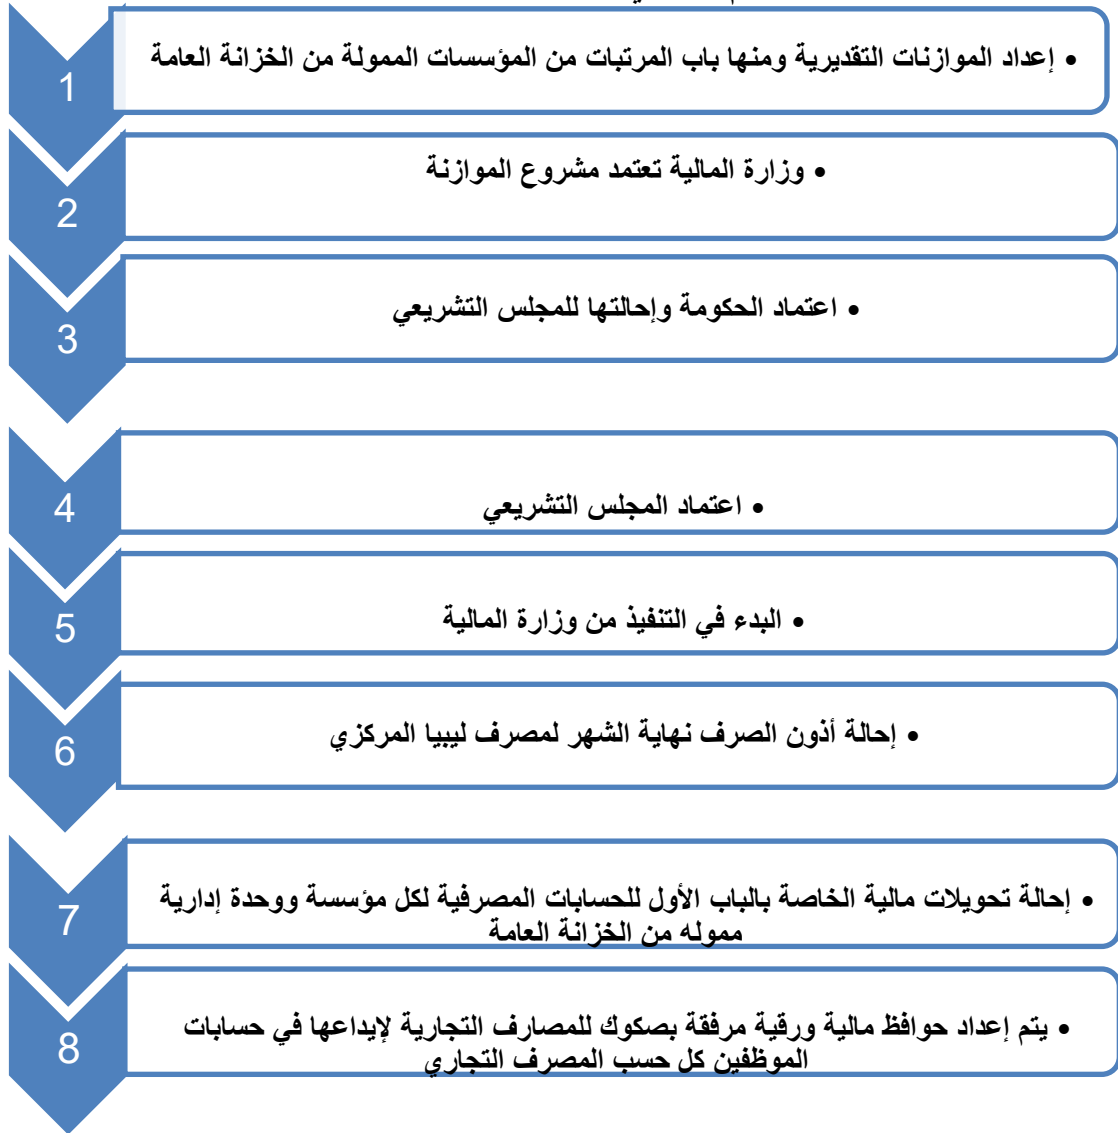 1
• إعداد الموازنات التقديرية ومنها باب المرتبات من المؤسسات الممولة من الخزانة العامة
2
• وزارة المالية تعتمد مشروع الموازنة
3
• اعتماد الحكومة وإحالتها للمجلس التشريعي
4
• اعتماد المجلس التشريعي
5
• البدء في التنفيذ من وزارة المالية
6
• إحالة أذون الصرف نهاية الشهر لمصرف ليبيا المركزي
7
• إحالة تحويلات مالية الخاصة بالباب الأول للحسابات المصرفية لكل مؤسسة ووحدة إدارية
مموله من الخزانة العامة
8
• يتم إعداد حوافظ مالية ورقية مرفقة بصكوك للمصارف التجارية لإيداعها في حسابات
الموظفين كل حسب المصرف التجاري